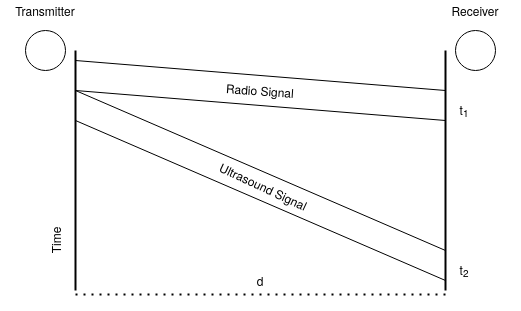 Transmitter
Receiver
Radio Signal
t1
Ultrasound Signal
Time
t2
d